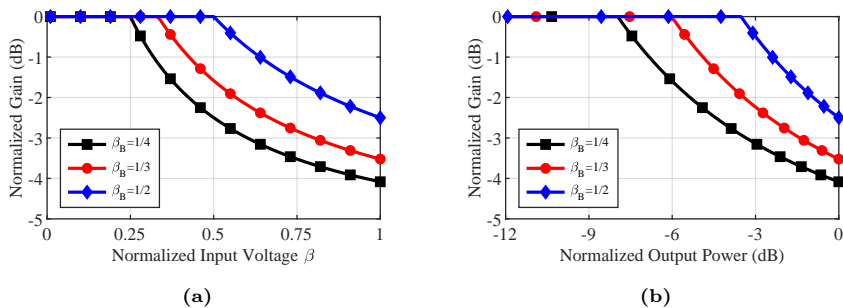 0
-1
-2
-3
-4
-5
Normalized Gain (dB)
β_B=1/4
β_B=1/3
β_B=1/2
0 0.25 0.5 0.75 1
Normalized Input Voltage β
(a)
0
-1
-2
-3
-4
-5
Normalized Gain (dB)
β_B=1/4
β_B=1/3
β_B=1/2
-12 -9 -6 -3 0
Normalized Output Power (dB)
(b)